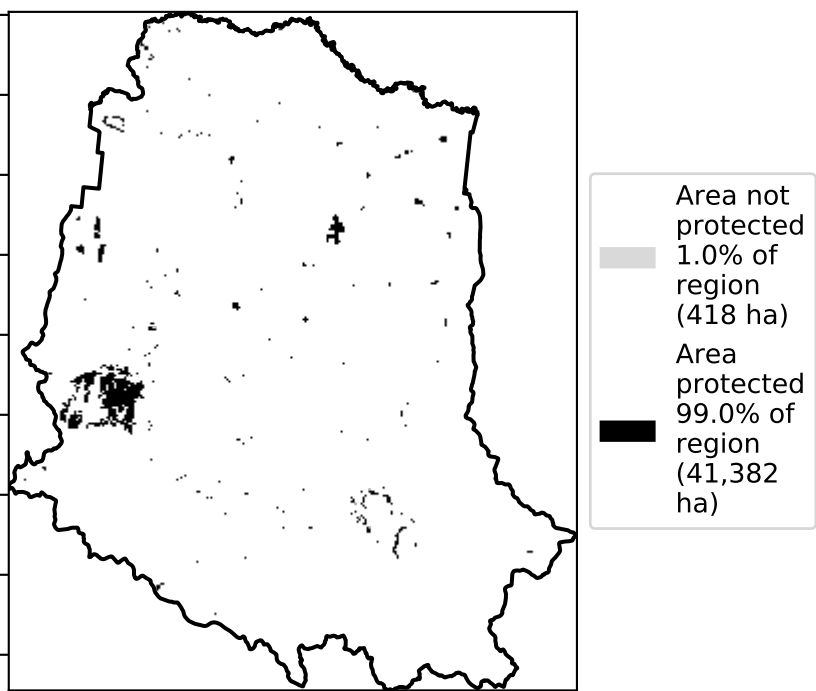 Area not
protected
1.0% of
region
(418 ha)
Area
protected
99.0% of
region
(41,382
ha)